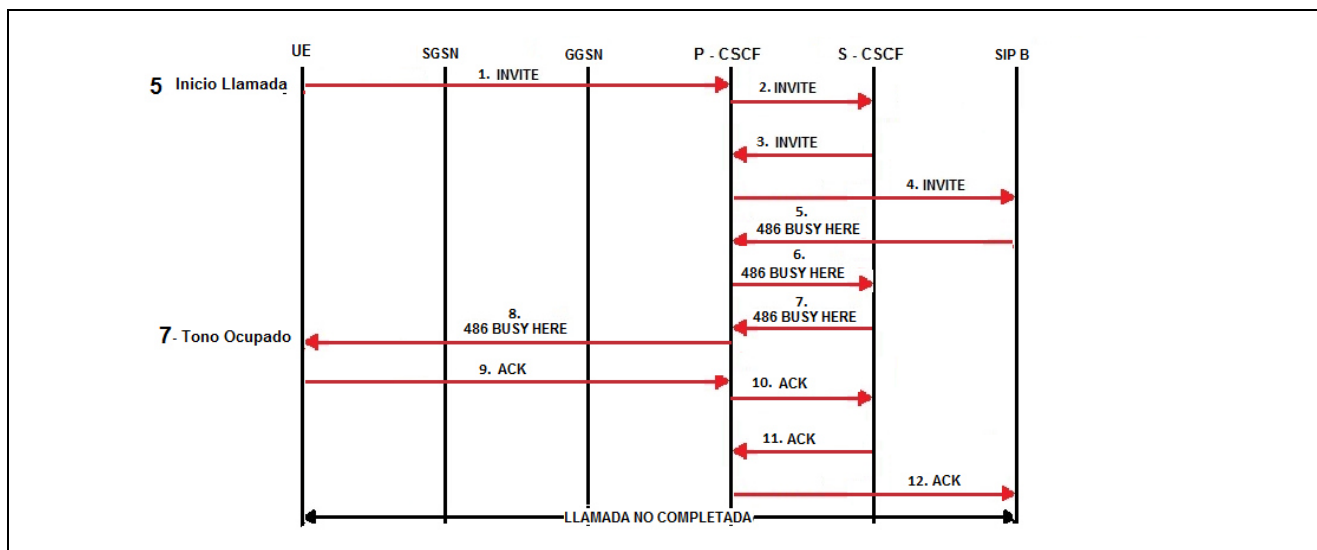 UE
SGSN
GGSN
P - CSCF
S - CSCF
SIP B
5 Inicio Llamada
1. INVITE
2. INVITE
3. INVITE
4. INVITE
5.
486 BUSY HERE
6.
486 BUSY HERE
7.
486 BUSY HERE
8.
486 BUSY HERE
7- Tono Ocupado
9. ACK
10. ACK
11. ACK
12. ACK
LLAMADA NO COMPLETADA